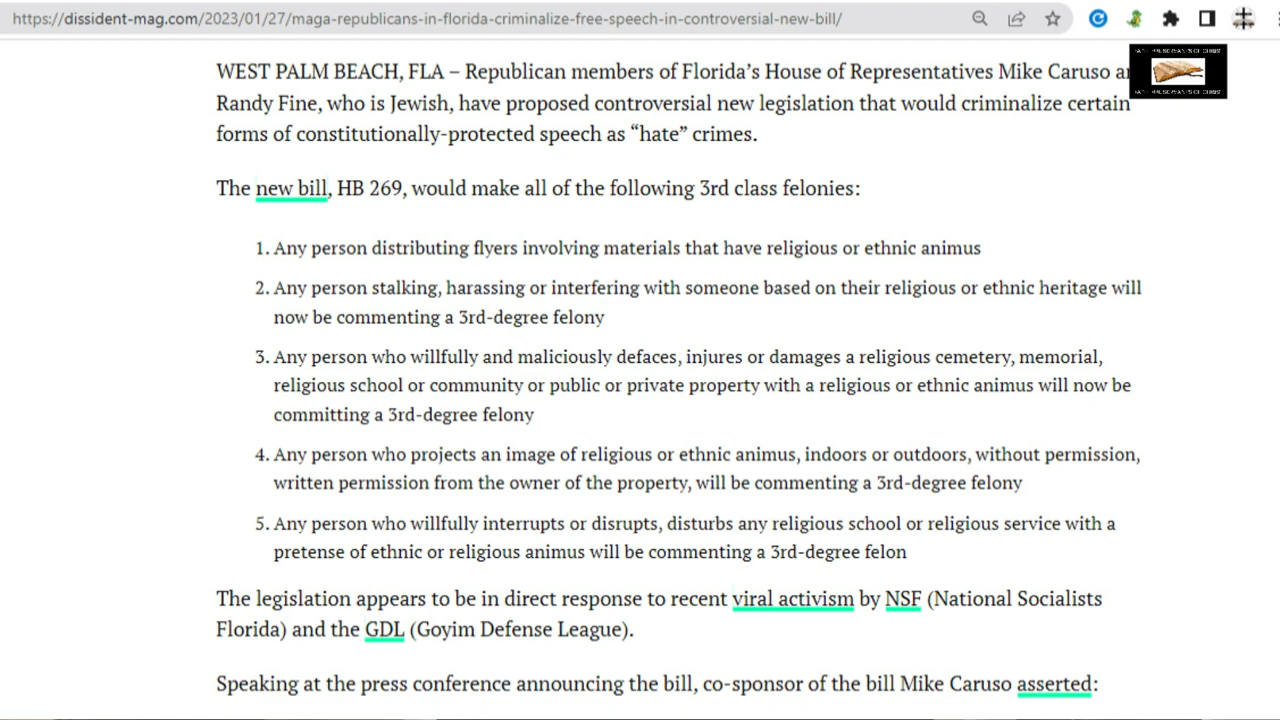 https://dissident-mag.com/2023/01/27/maga-republicans-in-florida-criminalize-free-speech-in-controversial-new-bill/
WEST PALM BEACH, FLA – Republican members of Florida’s House of Representatives Mike Caruso
Randy Fine, who is Jewish, have proposed controversial new legislation that would criminalize certain
forms of constitutionally-protected speech as “hate” crimes.
The new bill, HB 269, would make all of the following 3rd class felonies:
1. Any person distributing flyers involving materials that have religious or ethnic animus
2. Any person stalking, harassing or interfering with someone based on their religious or ethnic heritage will
now be commenting a 3rd-degree felony
3. Any person who willfully and maliciously defaces, injures or damages a religious cemetery, memorial,
religious school or community or public or private property with a religious or ethnic animus will now be
committing a 3rd-degree felony
4. Any person who projects an image of religious or ethnic animus, indoors or outdoors, without permission,
written permission from the owner of the property, will be commenting a 3rd-degree felony
5. Any person who willfully interrupts or disrupts, disturbs any religious school or religious service with a
pretense of ethnic or religious animus will be commenting a 3rd-degree felon
The legislation appears to be in direct response to recent viral activism by NSF (National Socialists
Florida) and the GDL (Goyim Defense League).
Speaking at the press conference announcing the bill, co-sponsor of the bill Mike Caruso asserted: